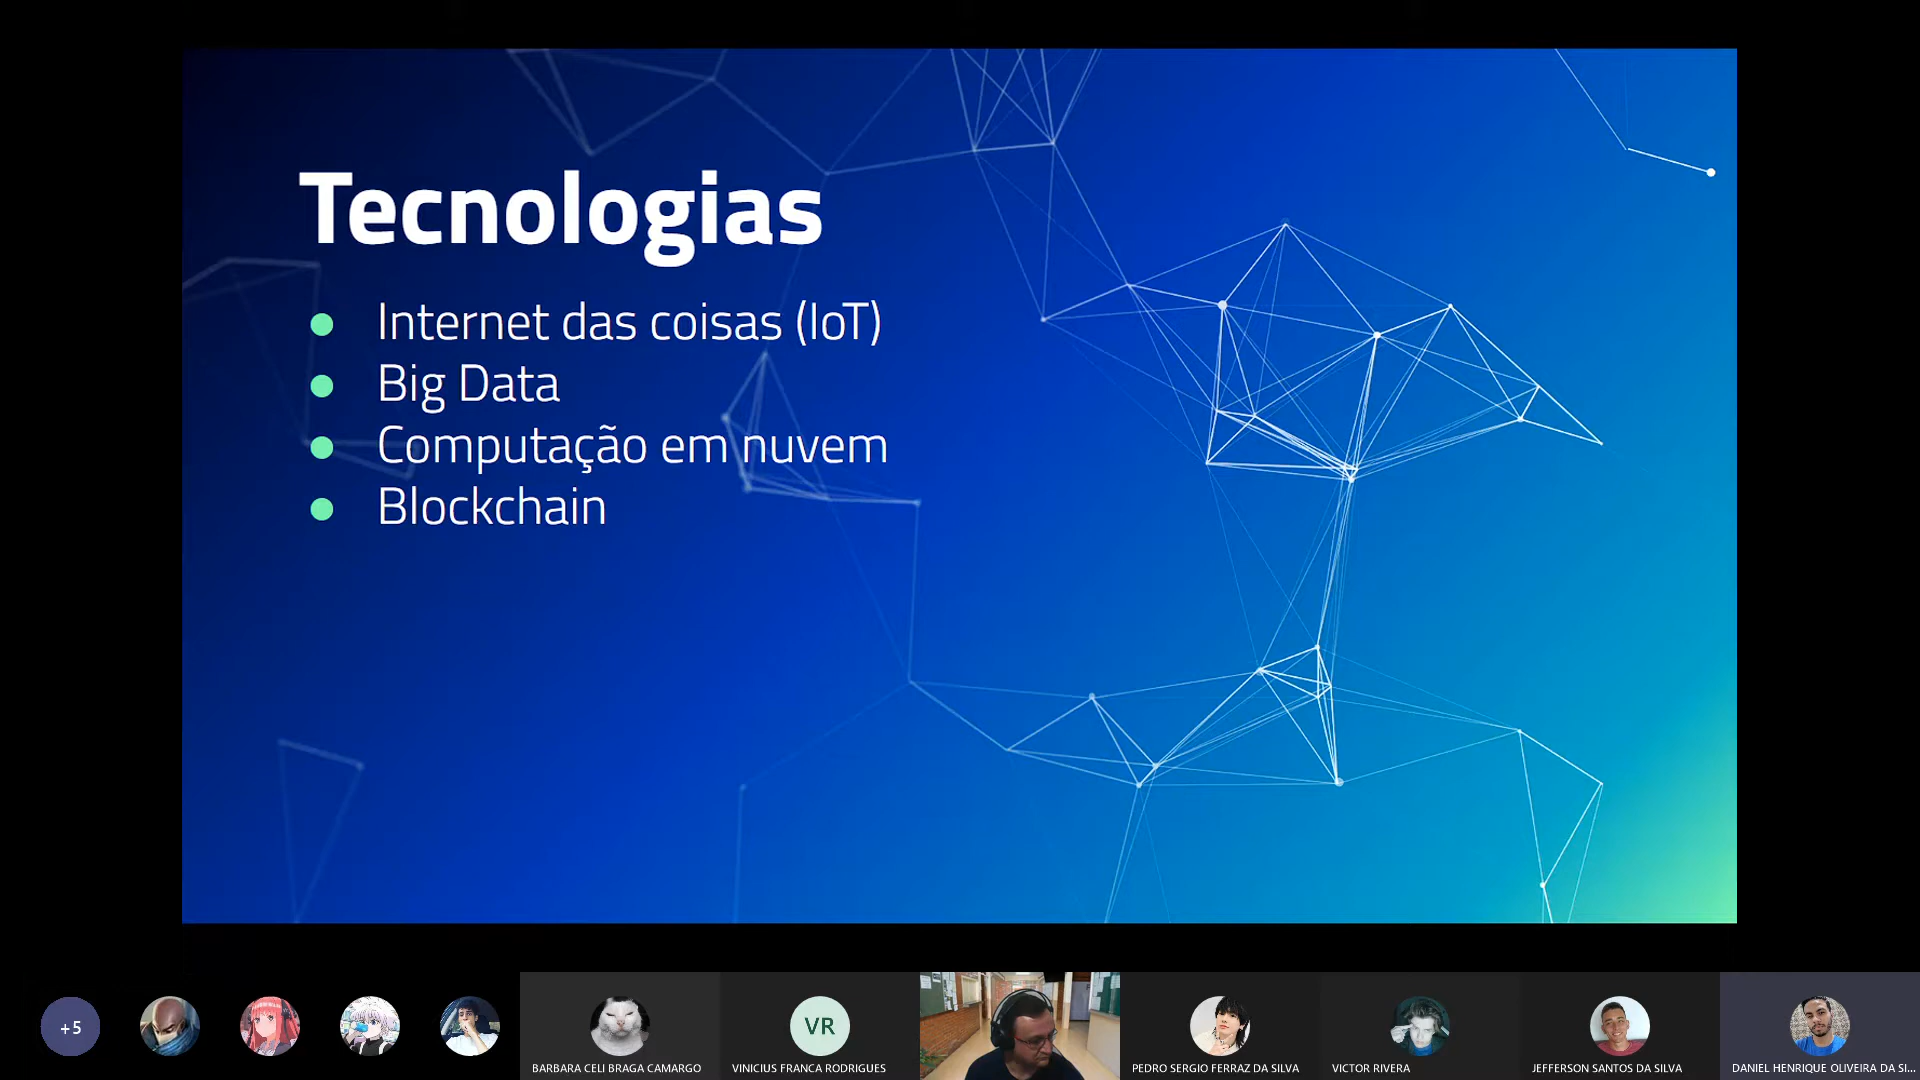 Tecnologias
Internet das coisas (IoT)
Big Data
Computação em nuvem
Blockchain
+5
BARBARA CELI BRAGA CAMARGO
VR
VINICIUS FRANCA RODRIGUES
PEDRO SERGIO FERRAZ DA SILVA
VICTOR RIVERA
JEFFERSON SANTOS DA SILVA
DANIEL HENRIQUE OLIVEIRA DA SI...